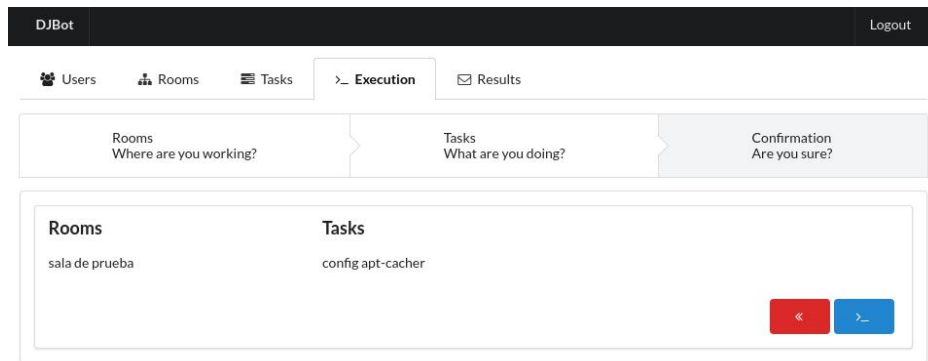 DJBot
Logout
Users
Rooms
Tasks
>_ Execution
Results
Rooms
Where are you working?
Tasks
What are you doing?
Confirmation
Are you sure?
Rooms
Tasks
sala de prueba
config apt-cacher
«
>_